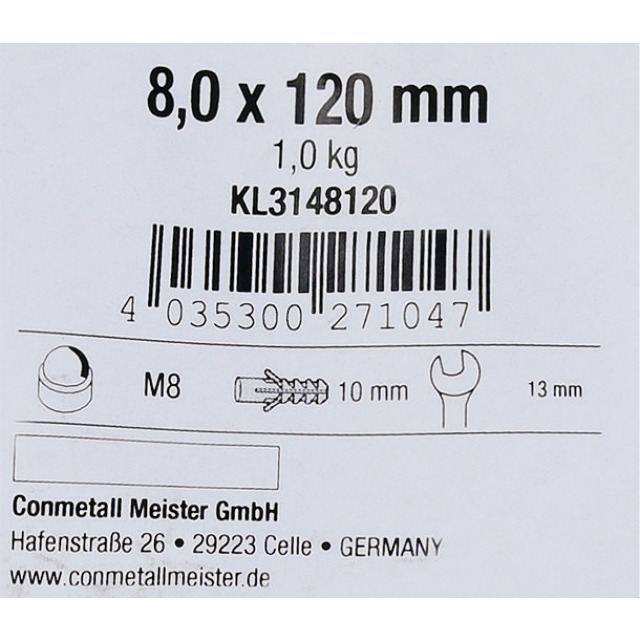 8,0 x 120 mm
1,0 kg
KL3148120
4 035300 271047
M8 10 mm 13 mm
Conmetall Meister GmbH
Hafenstraße 26 • 29223 Celle • GERMANY
www.conmetallmeister.de